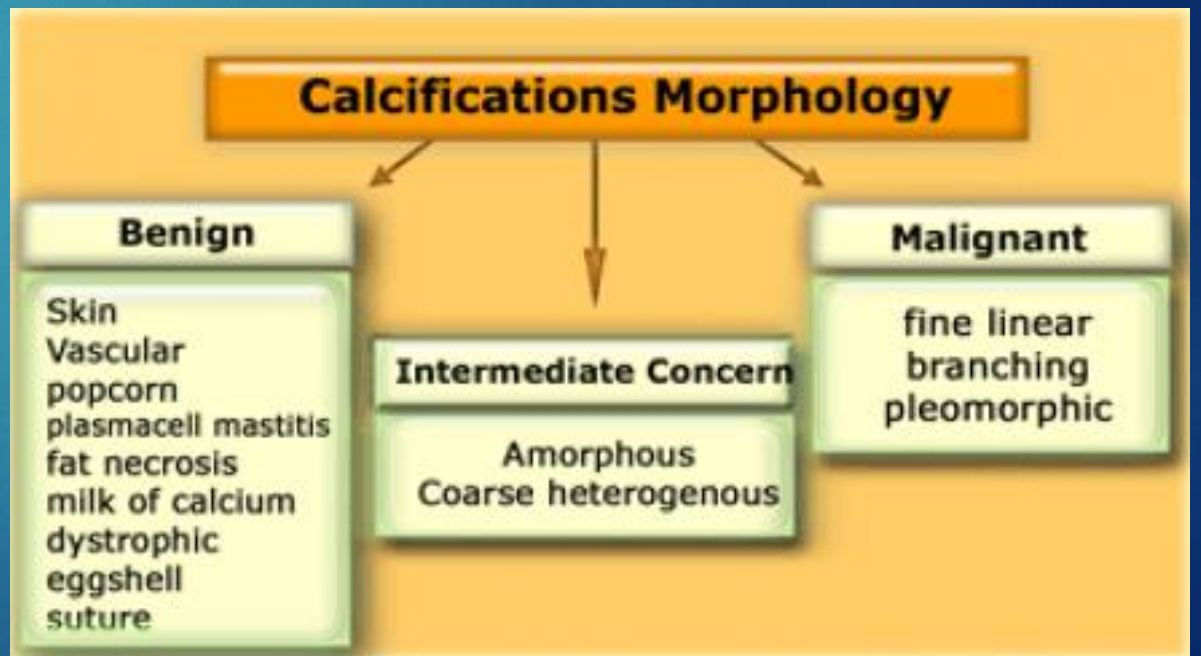 Calcifications Morphology
Benign
Skin
Vascular
popcorn
plasmacell mastitis
fat necrosis
milk of calcium
dystrophic
eggshell
suture
Intermediate Concern
Amorphous
Coarse heterogenous
Malignant
fine linear
branching
pleomorphic